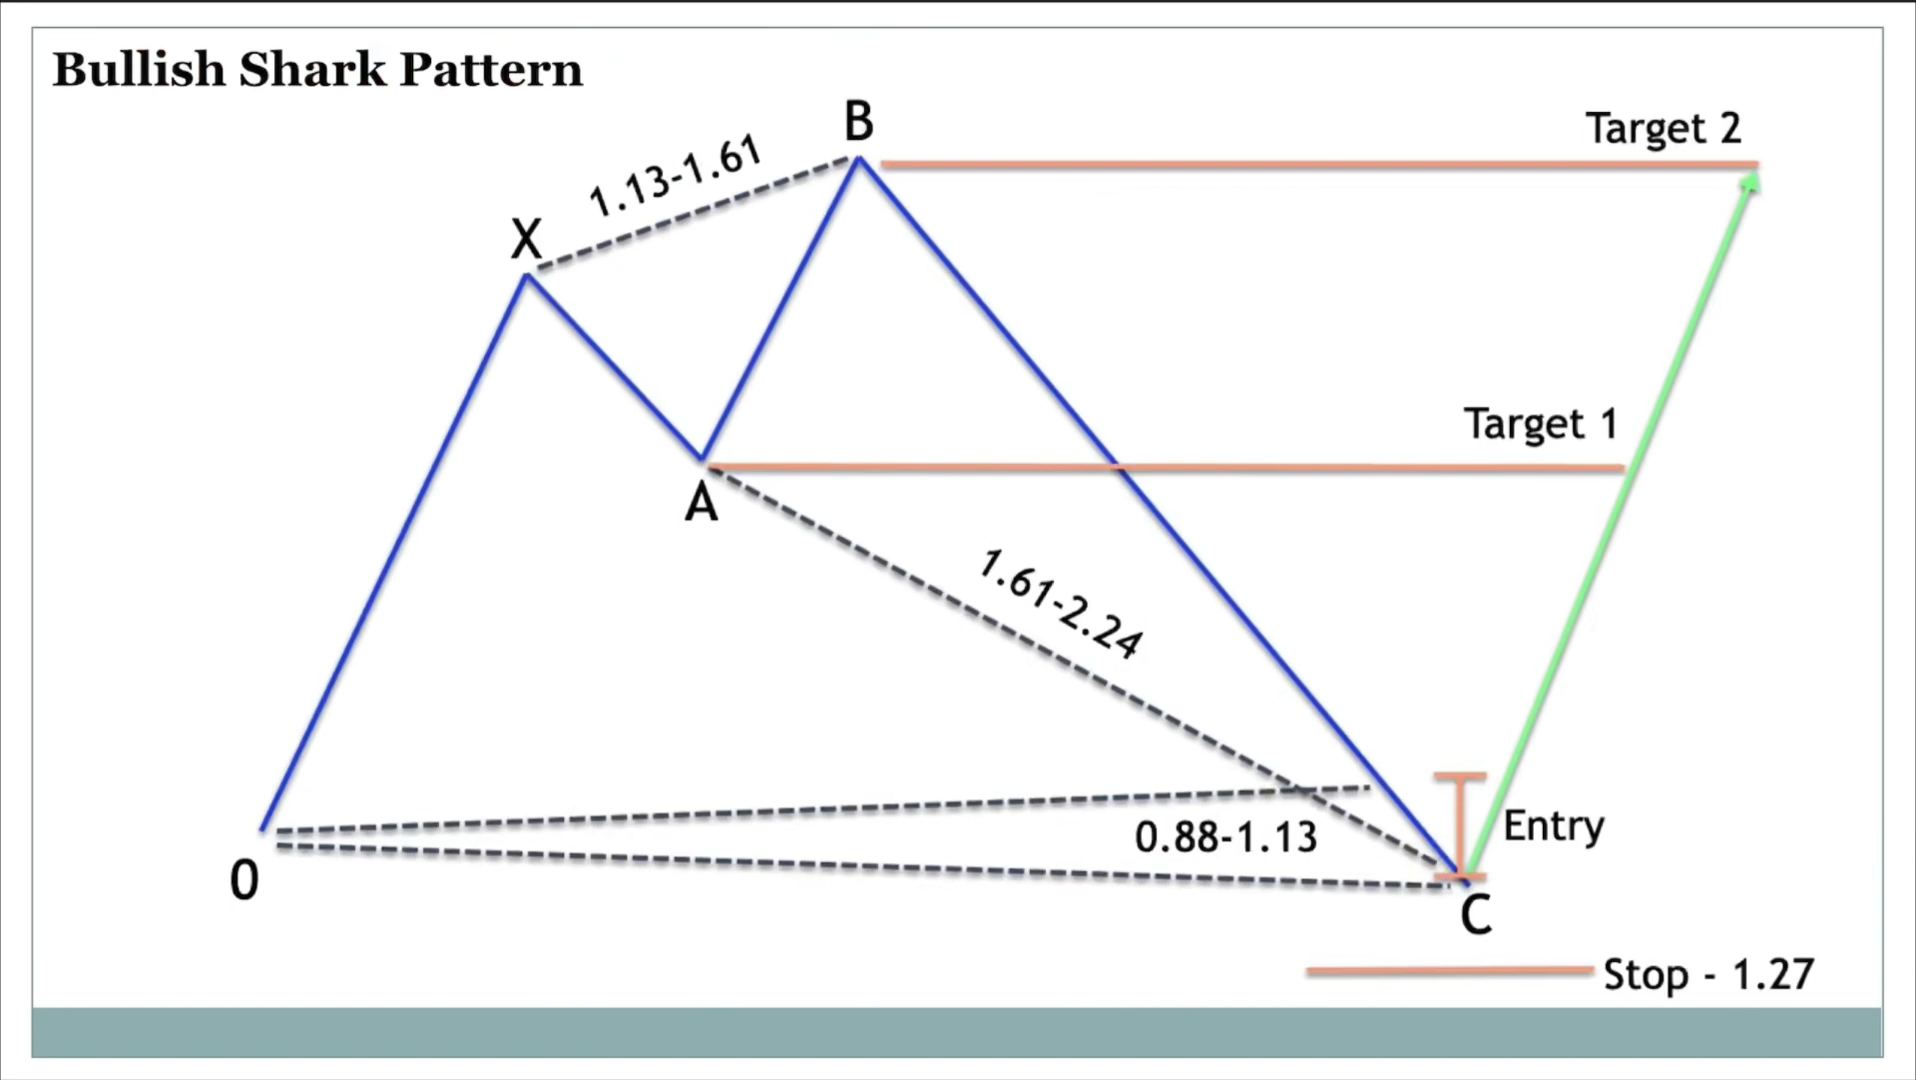 Bullish Shark Pattern
B
Target 2
1.13-1.61
X
Target 1
A
1.61-2.24
Entry
0.88-1.13
0
C
Stop - 1.27